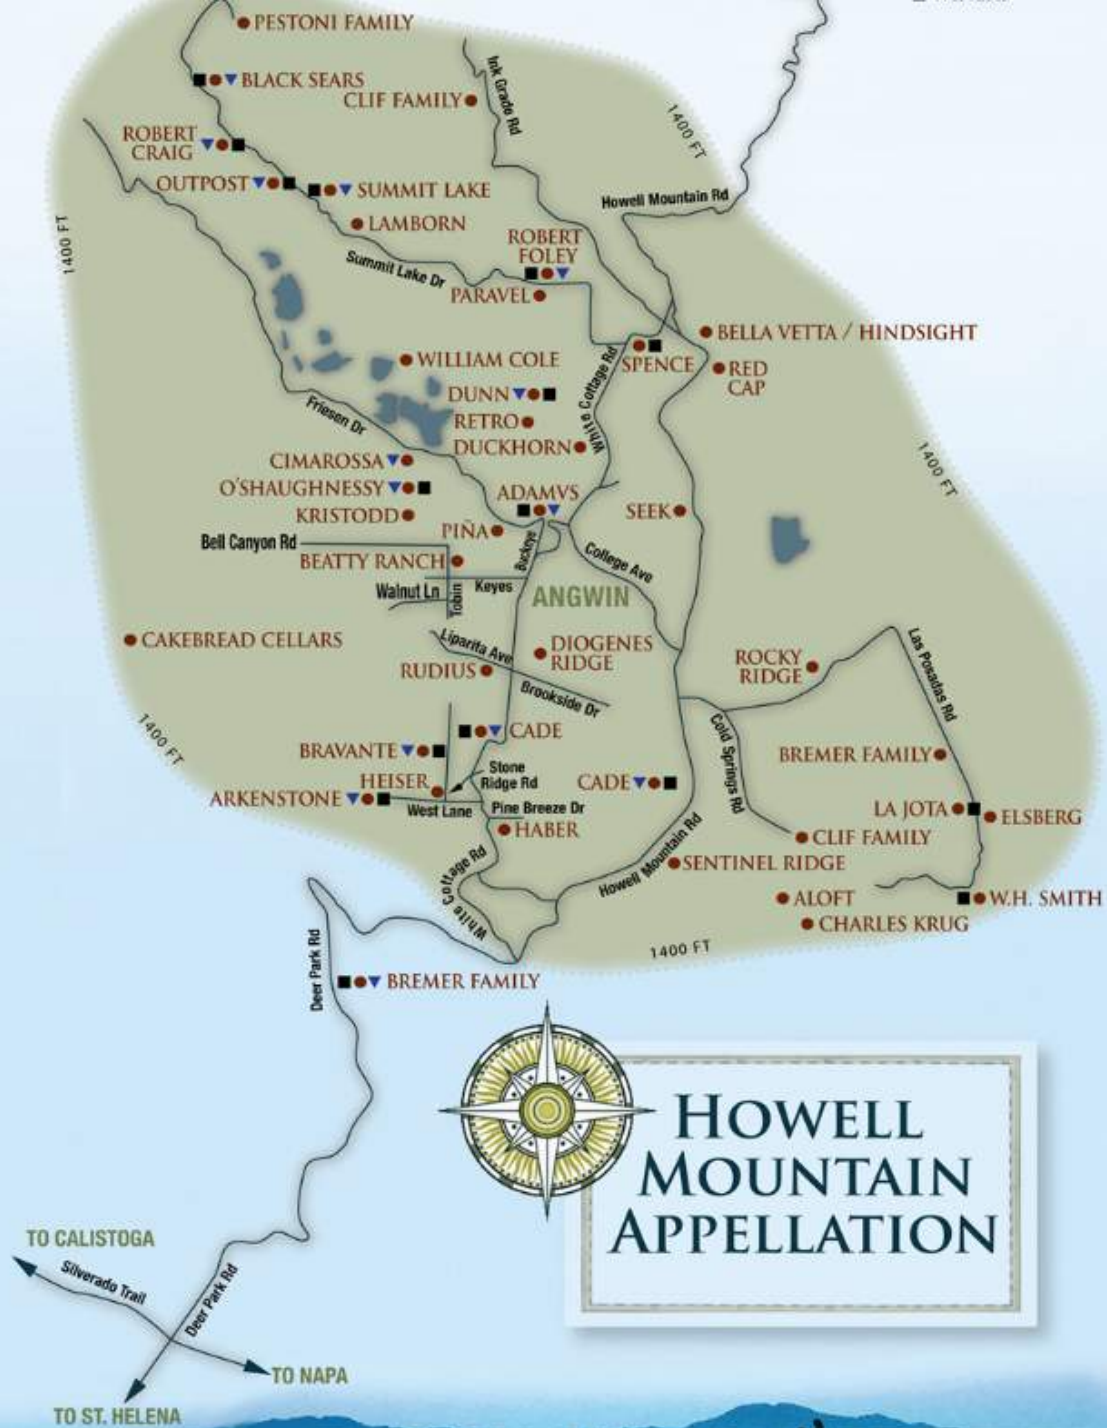 PESTONI FAMILY
Ink Grade Rd
BLACK SEARS
CLIF FAMILY
1400 FT
ROBERT
CRAIG
OUTPOST
SUMMIT LAKE
Howell Mountain Rd
LAMBORN
1400 FT
ROBERT
FOLEY
Summit Lake Dr
PARAVEL
BELLA VETTA / HINDSIGHT
WILLIAM COLE
SPENCE
RED
CAP
White Cottage Rd
DUNN
Friesen Dr
RETRO
DUCKHORN
CIMAROSSA
1400 FT
O'SHAUGHNESSY
ADAMVS
KRISTODD
SEEK
PIÑA
Bell Canyon Rd
Buckeye
BEATTY RANCH
College Ave
Walnut Ln
Tobin
Keyes
ANGWIN
CAKEBREAD CELLARS
Liparita Ave
DIOGENES
RIDGE
ROCKY
RIDGE
Las Posadas Rd
RUDIUS
Brookside Dr
1400 FT
CADE
Cold Springs Rd
BRAVANTE
BREMER FAMILY
Stone
Ridge Rd
HEISER
CADE
ARKENSTONE
West Lane
Pine Breeze Dr
LA JOTA
ELSBERG
HABER
CLIF FAMILY
Howell Mountain Rd
SENTINEL RIDGE
White Cottage Rd
ALOFT
W.H. SMITH
CHARLES KRUG
1400 FT
Deer Park Rd
BREMER FAMILY
HOWELL
MOUNTAIN
APPELLATION
TO CALISTOGA
Silverado Trail
Deer Park Rd
TO NAPA
TO ST. HELENA